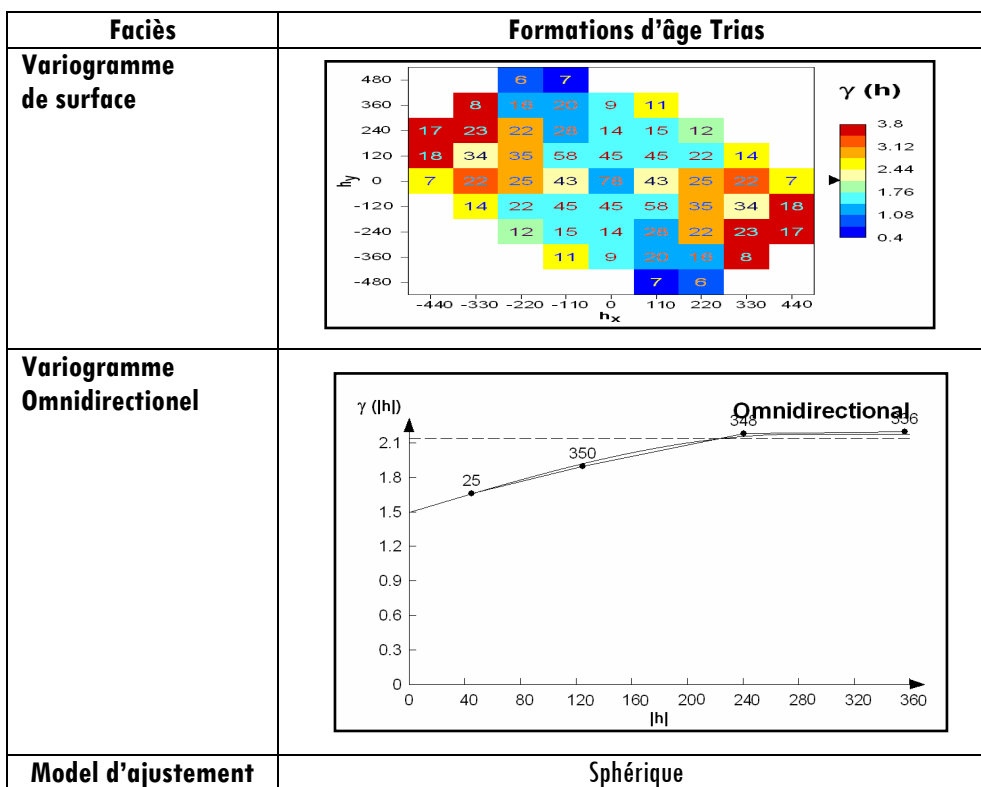 Faciès Formations d'âge Trias
Variogramme
de surface
γ (h)
480 6 7
360 8 18 20 9 11
240 17 23 22 28 14 15 12
120 18 34 35 58 45 45 22 14
0 7 22 25 43 78 43 25 22 7
-120 14 22 45 45 58 35 34 18
-240 12 15 14 28 22 23 17
-360 11 9 20 18 8
-480 7 6
hy
-440 -330 -220 -110 0 110 220 330 440
hx
3.8
3.12
2.44
1.76
1.08
0.4
Variogramme
Omnidirectionel
γ (|h|)
Omnidirectional
25 350 348 336
2.1
1.8
1.5
1.2
0.9
0.6
0.3
0
0 40 80 120 160 200 240 280 320 360
|h|
Model d'ajustement Sphérique